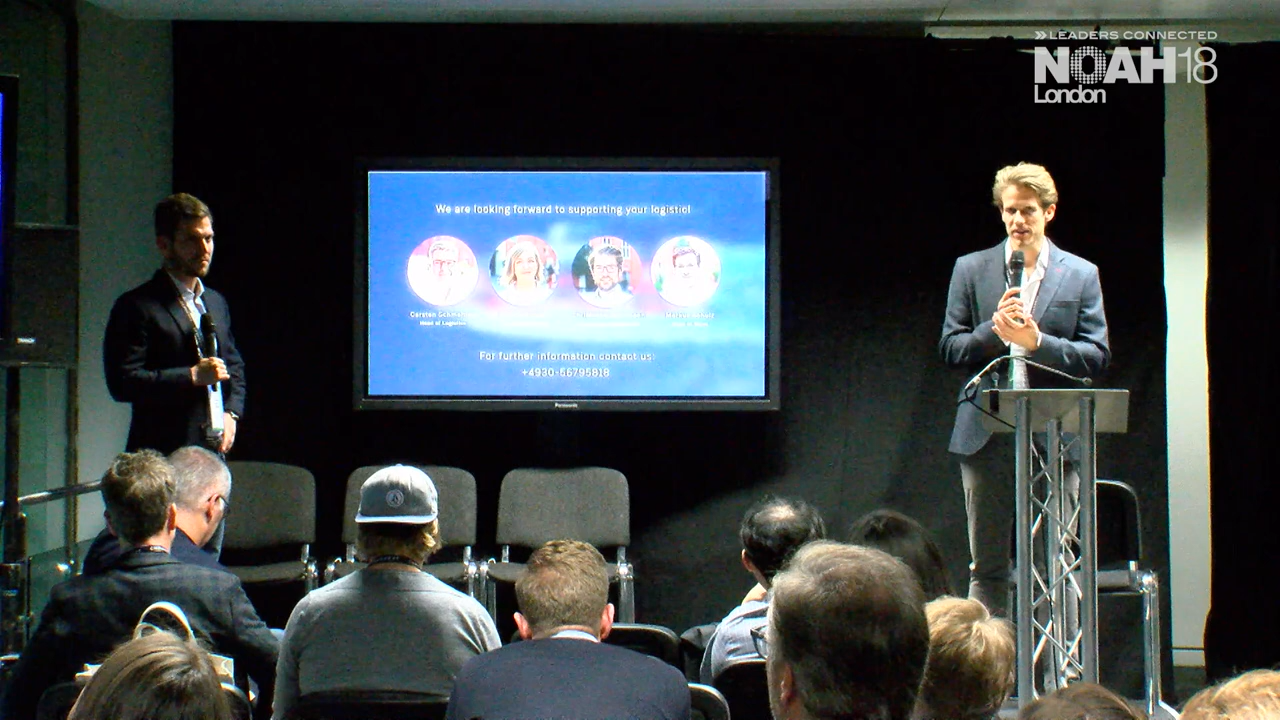 » LEADERS CONNECTED
NOAH18
London
We are looking forward to supporting your logistic!
Carsten
Head of Logistics
For further information contact us:
+4930-56795818
Panasonic